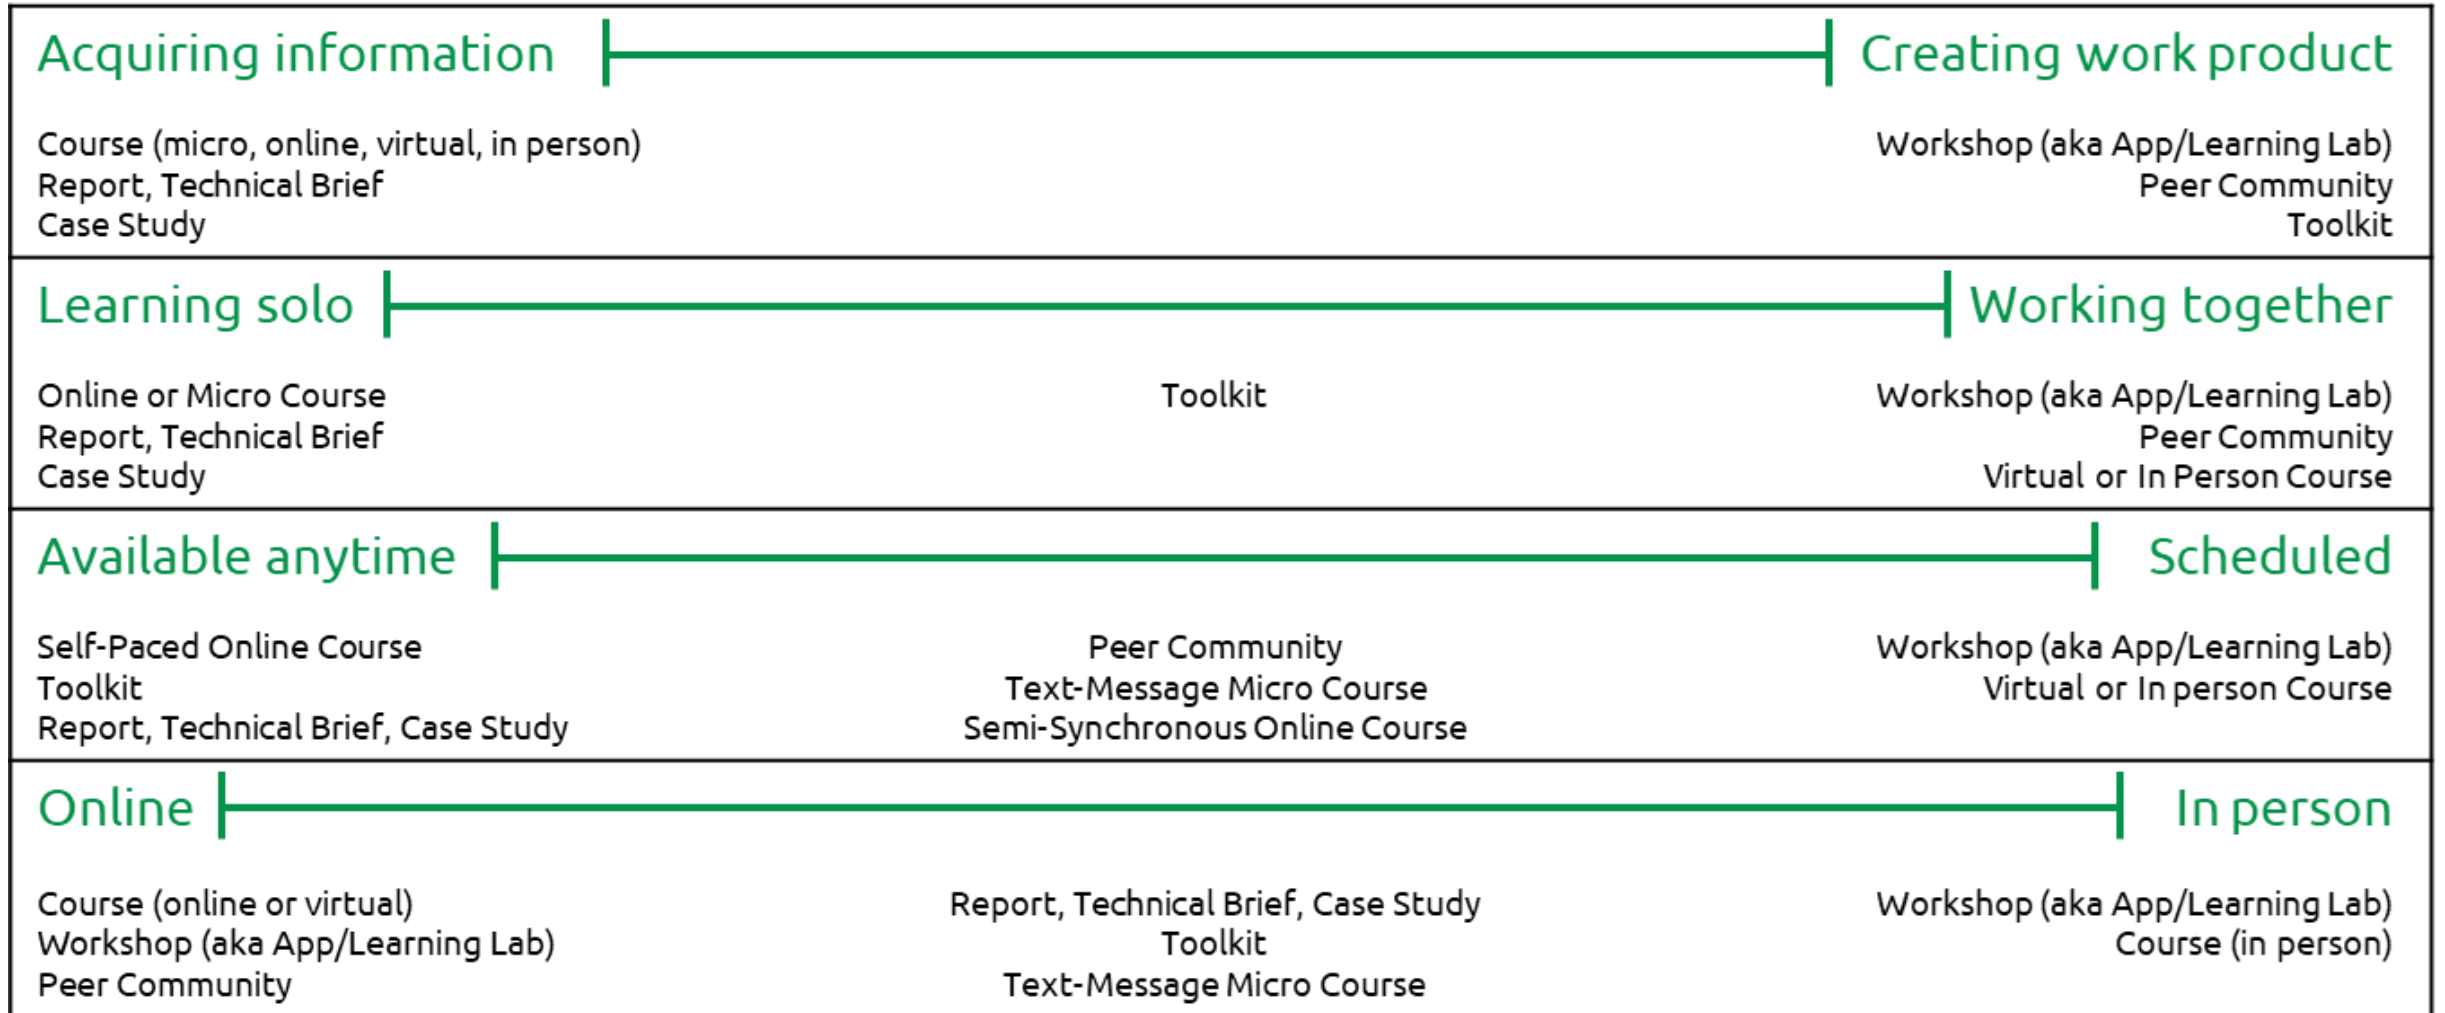 Acquiring information
Creating work product
Course (micro, online, virtual, in person)
Report, Technical Brief
Case Study
Workshop (aka App/Learning Lab)
Peer Community
Toolkit
Learning solo
Working together
Online or Micro Course
Report, Technical Brief
Case Study
Toolkit
Workshop (aka App/Learning Lab)
Peer Community
Virtual or In Person Course
Available anytime
Scheduled
Self-Paced Online Course
Toolkit
Report, Technical Brief, Case Study
Peer Community
Text-Message Micro Course
Semi-Synchronous Online Course
Workshop (aka App/Learning Lab)
Virtual or In person Course
Online
In person
Course (online or virtual)
Workshop (aka App/Learning Lab)
Peer Community
Report, Technical Brief, Case Study
Toolkit
Text-Message Micro Course
Workshop (aka App/Learning Lab)
Course (in person)